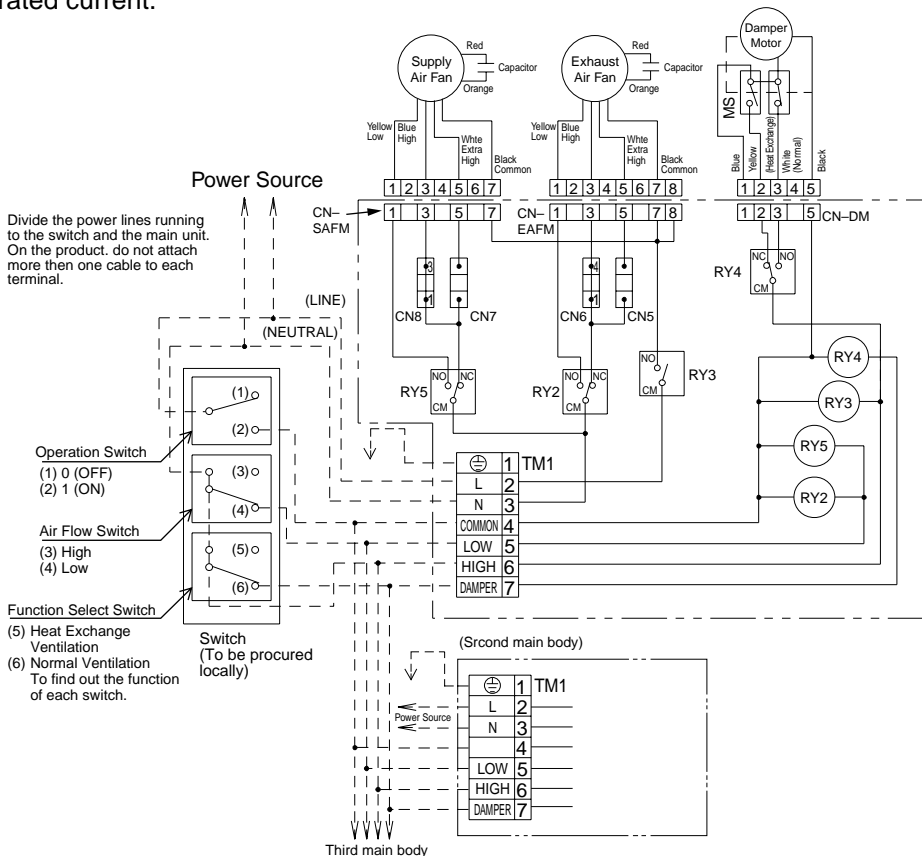 rated current.
Damper
Motor
Red
Supply
Air Fan
Capacitor
Orange
Red
Exhaust
Air Fan
Capacitor
Orange
MS
Yellow
Low
Blue
High
Whte
Extra
High
Black
Common
Yellow
Low
Blue
High
Whte
Extra
High
Black
Common
Blue
Yellow
(Heat Exchange)
White
(Normal)
Black
Power Source
1 2 3 4 5 6 7
1 2 3 4 5 6 7 8
1 2 3 4 5
CN–
SAFM
1 3 5 7
CN–
EAFM
1 3 5 7 8
1 2 3 5
CN–DM
Divide the power lines running
to the switch and the main unit.
On the product. do not attach
more then one cable to each
terminal.
NC NO
CM
RY4
3
1
CN8
CN7
4
1
CN6
CN5
(LINE)
(NEUTRAL)
NO NC
CM
RY5
NO NC
CM
RY2
NO
CM
RY3
RY4
RY3
RY5
RY2
(1)
(2)
Operation Switch
(1) 0 (OFF)
(2) 1 (ON)
(3)
(4)
Air Flow Switch
(3) High
(4) Low
(5)
(6)
Function Select Switch
(5) Heat Exchange
Ventilation
(6) Normal Ventilation
To find out the function
of each switch.
Switch
(To be procured
locally)
1 TM1
L 2
N 3
COMMON 4
LOW 5
HIGH 6
DAMPER 7
(Srcond main body)
1 TM1
L 2
Power Source
N 3
4
LOW 5
HIGH 6
DAMPER 7
Third main body